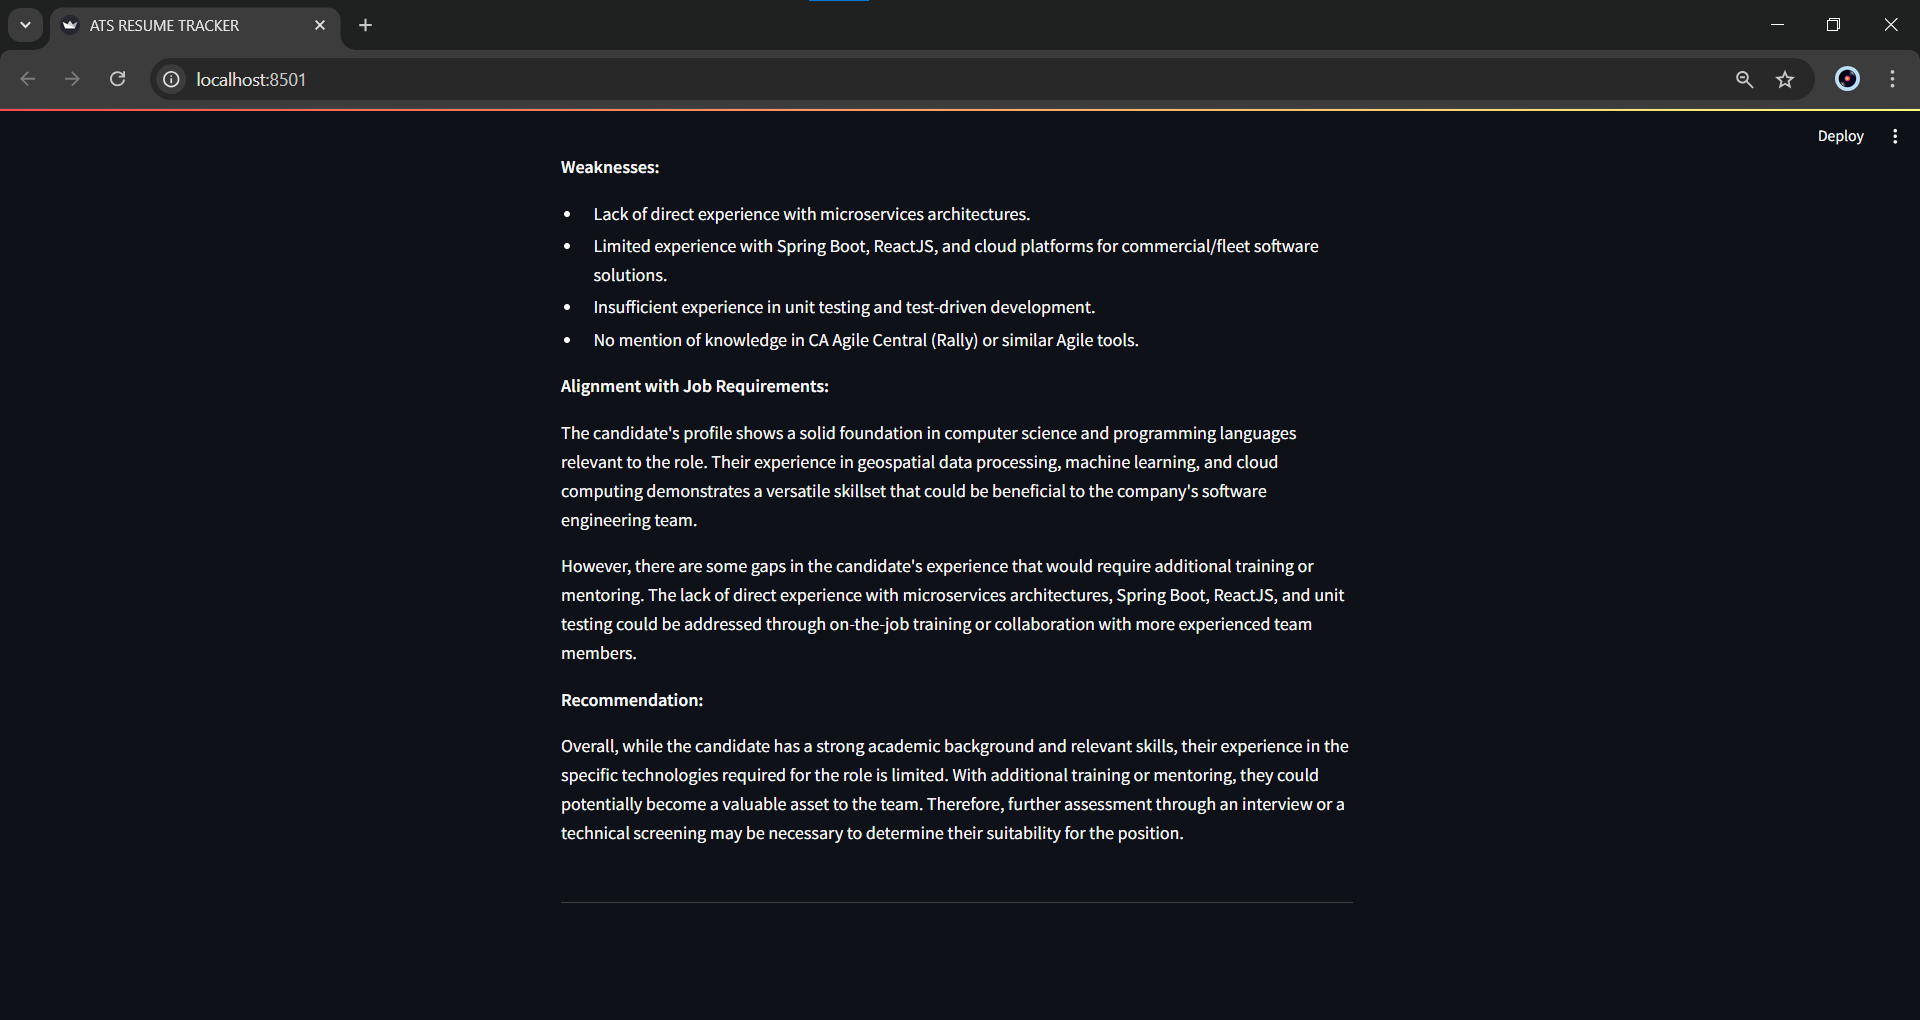 ATS RESUME TRACKER
localhost:8501
Deploy
Weaknesses:
• Lack of direct experience with microservices architectures.
• Limited experience with Spring Boot, ReactJS, and cloud platforms for commercial/fleet software
solutions.
• Insufficient experience in unit testing and test-driven development.
• No mention of knowledge in CA Agile Central (Rally) or similar Agile tools.
Alignment with Job Requirements:
The candidate's profile shows a solid foundation in computer science and programming languages
relevant to the role. Their experience in geospatial data processing, machine learning, and cloud
computing demonstrates a versatile skillset that could be beneficial to the company's software
engineering team.
However, there are some gaps in the candidate's experience that would require additional training or
mentoring. The lack of direct experience with microservices architectures, Spring Boot, ReactJS, and unit
testing could be addressed through on-the-job training or collaboration with more experienced team
members.
Recommendation:
Overall, while the candidate has a strong academic background and relevant skills, their experience in the
specific technologies required for the role is limited. With additional training or mentoring, they could
potentially become a valuable asset to the team. Therefore, further assessment through an interview or a
technical screening may be necessary to determine their suitability for the position.